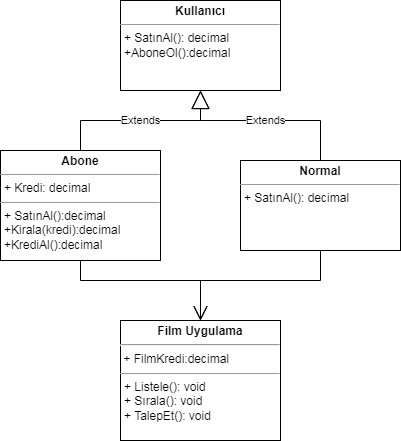 Kullanıcı
+ SatınAl(): decimal
+AboneOl():decimal
Extends
Extends
Abone
+ Kredi: decimal
+ SatınAl():decimal
+Kirala(kredi):decimal
+KrediAl():decimal
Normal
+ SatınAl(): decimal
Film Uygulama
+ FilmKredi:decimal
+ Listele(): void
+ Sırala(): void
+ TalepEt(): void